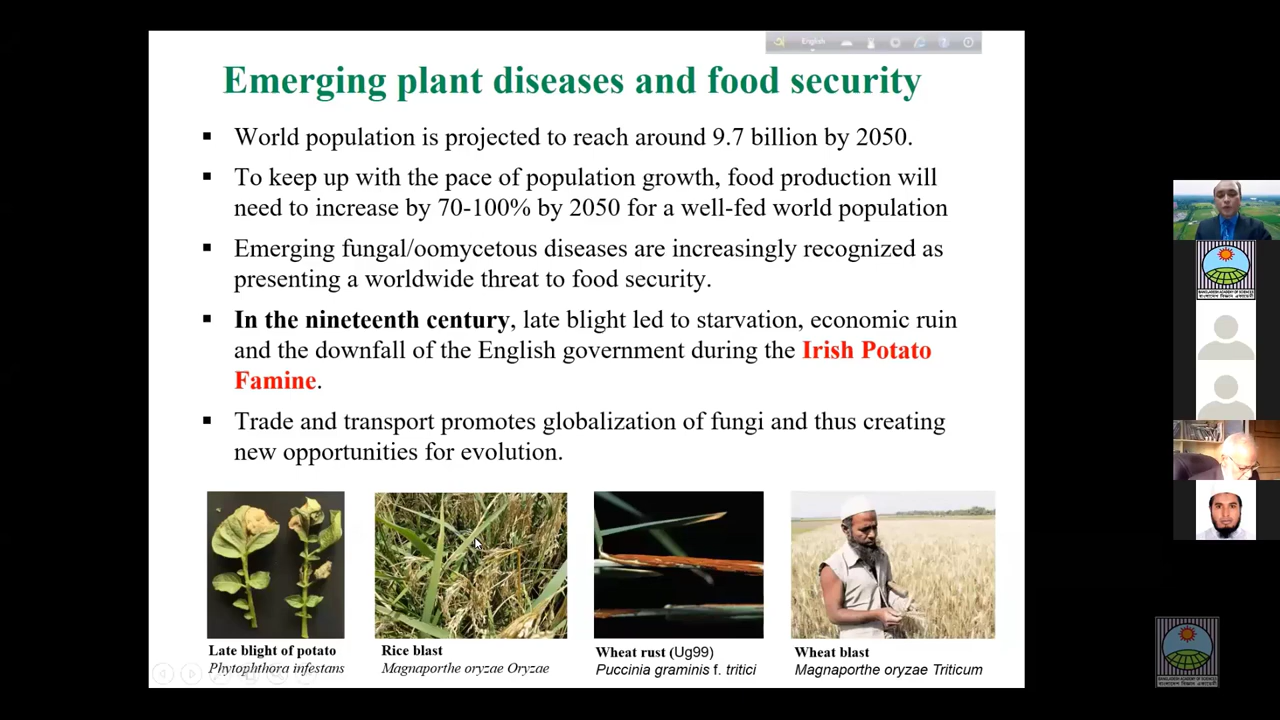 English
Emerging plant diseases and food security
▪ World population is projected to reach around 9.7 billion by 2050.
▪ To keep up with the pace of population growth, food production will
need to increase by 70-100% by 2050 for a well-fed world population
▪ Emerging fungal/oomycetous diseases are increasingly recognized as
presenting a worldwide threat to food security.
▪ In the nineteenth century, late blight led to starvation, economic ruin
and the downfall of the English government during the Irish Potato
Famine.
▪ Trade and transport promotes globalization of fungi and thus creating
new opportunities for evolution.
Late blight of potato
Phytophthora infestans
Rice blast
Magnaporthe oryzae Oryzae
Wheat rust (Ug99)
Puccinia graminis f. tritici
Wheat blast
Magnaporthe oryzae Triticum
BANGLADESH ACADEMY OF SCIENCES
বাংলাদেশ বিজ্ঞান একাডেমী